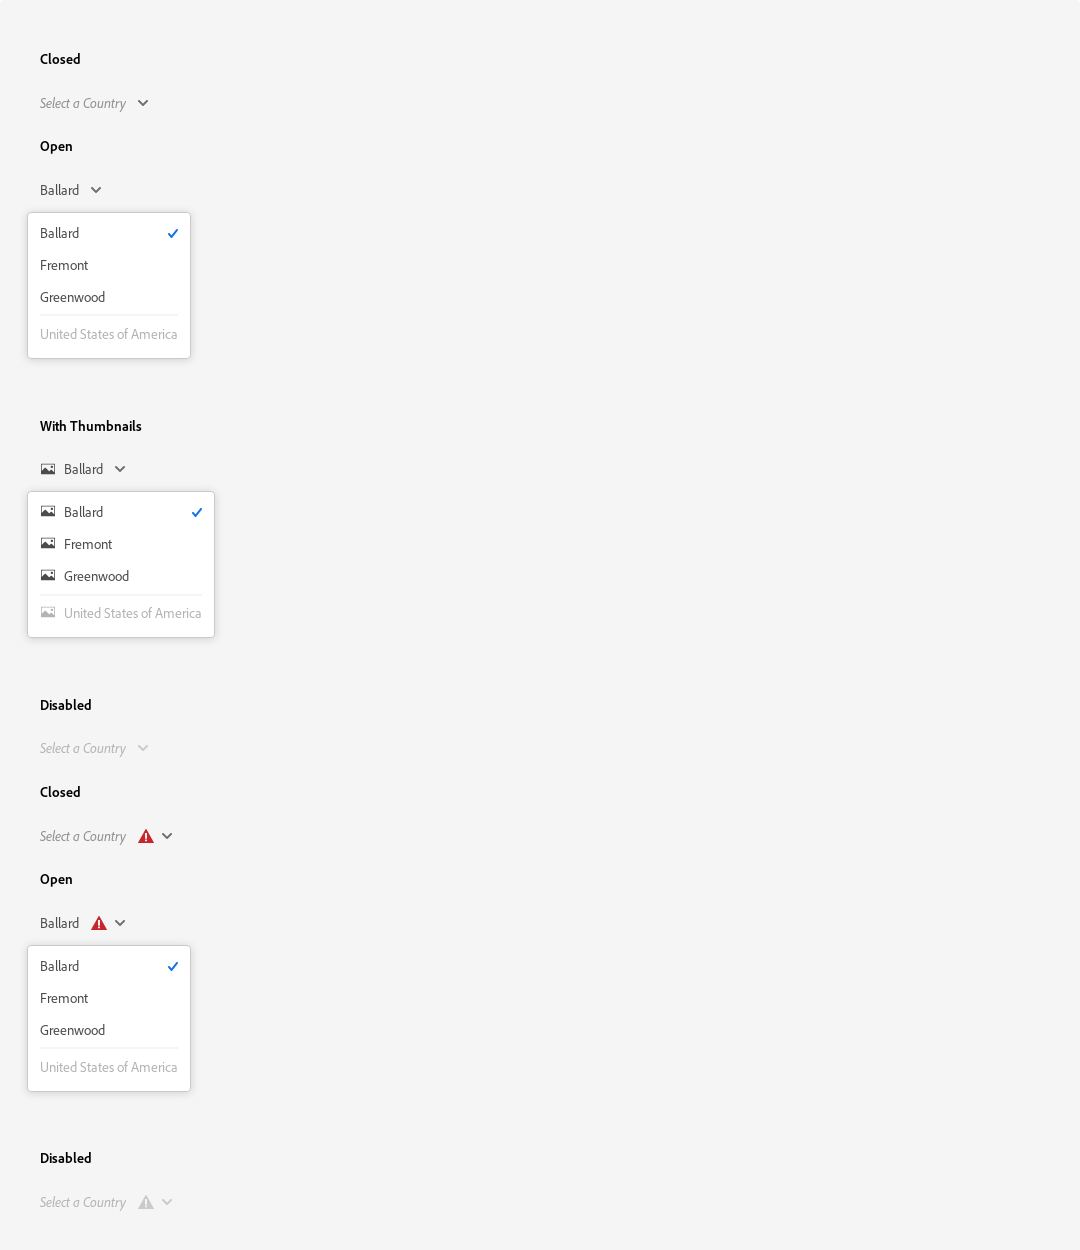 Closed
Select a Country
Open
Ballard
Ballard
Fremont
Greenwood
United States of America
With Thumbnails
Ballard
Ballard
Fremont
Greenwood
United States of America
Disabled
Select a Country
Closed
Select a Country
Open
Ballard
Ballard
Fremont
Greenwood
United States of America
Disabled
Select a Country